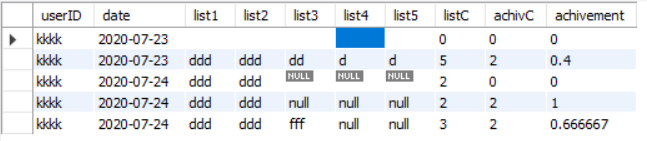 userID date list1 list2 list3 list4 list5 listC achivC achivement
kkkk 2020-07-23 0 0 0
kkkk 2020-07-23 ddd ddd dd d d 5 2 0.4
kkkk 2020-07-24 ddd ddd NULL NULL NULL 2 0 0
kkkk 2020-07-24 ddd ddd null null null 2 2 1
kkkk 2020-07-24 ddd ddd fff null null 3 2 0.666667